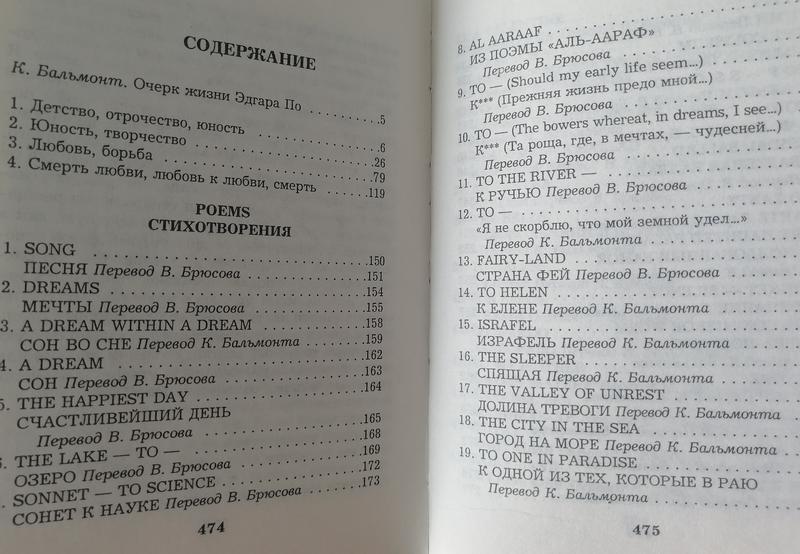 СОДЕРЖАНИЕ
К. Бальмонт. Очерк жизни Эдгара По . . . . . . . . . .5
1. Детство, отрочество, юность . . . . . . . . . . . . .6
2. Юность, творчество . . . . . . . . . . . . . . . . . .26
3. Любовь, борьба . . . . . . . . . . . . . . . . . . . .79
4. Смерть любви, любовь к любви, смерть . . . . . .119
POEMS
СТИХОТВОРЕНИЯ
1. SONG . . . . . . . . . . . . . . . . . . . . . . . .150
ПЕСНЯ Перевод В. Брюсова . . . . . . . . . . . . .151
2. DREAMS . . . . . . . . . . . . . . . . . . . . . .154
МЕЧТЫ Перевод В. Брюсова . . . . . . . . . . . .155
3. A DREAM WITHIN A DREAM . . . . . . . . . . .158
СОН ВО СНЕ Перевод К. Бальмонта . . . . . . .159
4. A DREAM . . . . . . . . . . . . . . . . . . . . .162
СОН Перевод В. Брюсова . . . . . . . . . . . . . .163
5. THE HAPPIEST DAY . . . . . . . . . . . . . . .164
СЧАСТЛИВЕЙШИЙ ДЕНЬ
Перевод В. Брюсова . . . . . . . . . . . . . . . .165
THE LAKE — TO — . . . . . . . . . . . . . . . . .168
ОЗЕРО Перевод В. Брюсова . . . . . . . . . . . . .169
SONNET — TO SCIENCE . . . . . . . . . . . . . .172
СОНЕТ К НАУКЕ Перевод В. Брюсова . . . . . . .173
474
8. AL AARAAF . . . . . . . . . . . . . . . . . . . .
ИЗ ПОЭМЫ «АЛЬ-ААРАФ»
Перевод В. Брюсова . . . . . . . . . . . . . . . .
9. TO — (Should my early life seem...)
К*** (Прежняя жизнь предо мной...)
Перевод В. Брюсова . . . . . . . . . . . . . . . .
10. TO — (The bowers whereat, in dreams, I see...)
К*** (Та роща, где, в мечтах, — чудесней...)
Перевод В. Брюсова . . . . . . . . . . . . . . . .
11. TO THE RIVER — . . . . . . . . . . . . . . . .
К РУЧЬЮ Перевод В. Брюсова . . . . . . . . . . .
12. TO — . . . . . . . . . . . . . . . . . . . . . . .
«Я не скорблю, что мой земной удел...»
Перевод К. Бальмонта . . . . . . . . . . . . . . .
13. FAIRY-LAND . . . . . . . . . . . . . . . . . . .
СТРАНА ФЕЙ Перевод В. Брюсова . . . . . . . . .
14. TO HELEN . . . . . . . . . . . . . . . . . . . .
К ЕЛЕНЕ Перевод К. Бальмонта . . . . . . . . . .
15. ISRAFEL . . . . . . . . . . . . . . . . . . . . .
ИЗРАФЕЛЬ Перевод К. Бальмонта . . . . . . . . .
16. THE SLEEPER . . . . . . . . . . . . . . . . . .
СПЯЩАЯ Перевод К. Бальмонта . . . . . . . . . .
17. THE VALLEY OF UNREST . . . . . . . . . . . .
ДОЛИНА ТРЕВОГИ Перевод К. Бальмонта . . . .
18. THE CITY IN THE SEA . . . . . . . . . . . . . .
ГОРОД НА МОРЕ Перевод К. Бальмонта . . . . .
19. TO ONE IN PARADISE . . . . . . . . . . . . . .
К ОДНОЙ ИЗ ТЕХ, КОТОРЫЕ В РАЮ
Перевод К. Бальмонта . . . . . . . . . . . . . . .
475